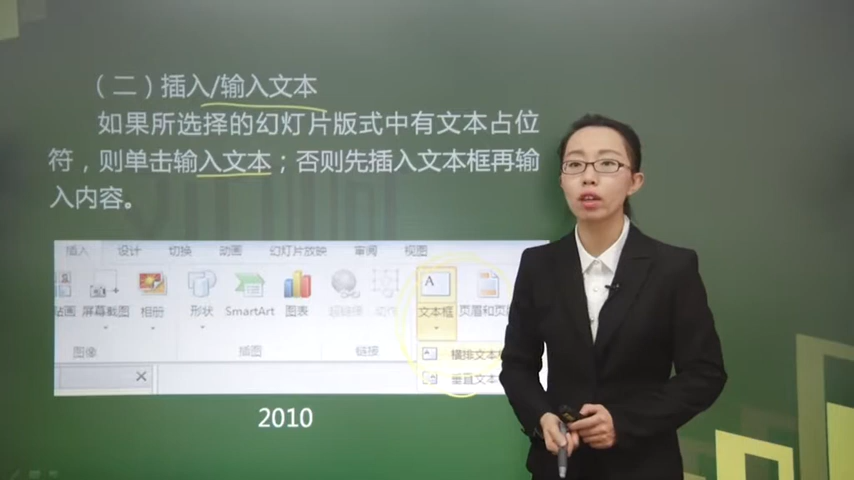 （二）插入/输入文本
如果所选择的幻灯片版式中有文本占位
符，则单击输入文本；否则先插入文本框再输
入内容。
插入 设计 切换 动画 幻灯片放映 审阅 视图
屏幕截图 相册 形状 SmartArt 图表 超链接 动作 文本框 页眉和页
图像 插图 链接
横排文本
垂直文本
2010